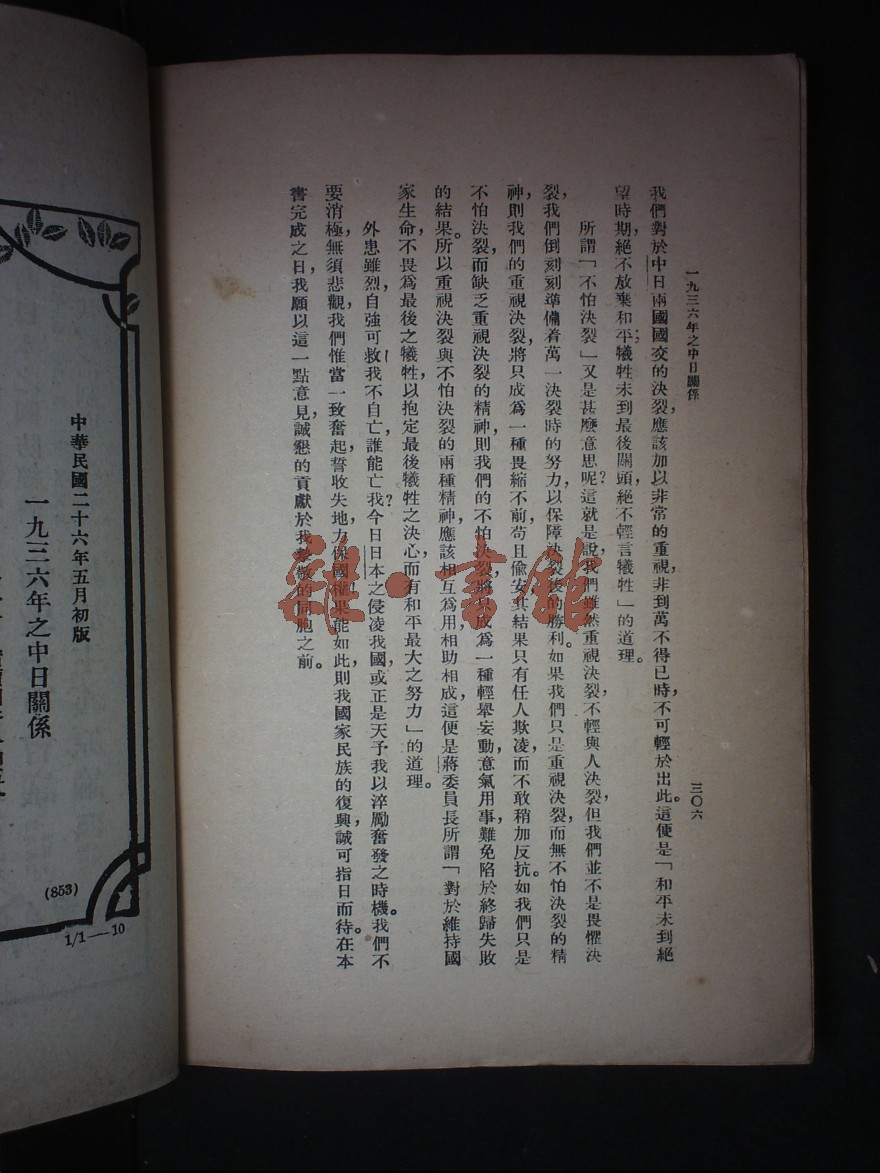 一九三六年之中日關係
三〇六
我們對於中日兩國國交的決裂，應該加以非常的重視，非到萬不得已時，不可輕於出此。這便是「和平未到絕
望時期，絕不放棄和平；犧牲未到最後關頭，絕不輕言犧牲」的道理。
所謂「不怕決裂」又是甚麼意思呢？這就是說，我們雖然重視決裂，不輕與人決裂，但我們並不是畏懼決
裂，我們倒刻刻準備着萬一決裂時的努力，以保障決裂後的勝利。如果我們只是重視決裂，而無不怕決裂的精
神，則我們的重視決裂，將只成爲一種畏縮不前，苟且偷安，其結果只有任人欺凌，而不敢稍加反抗。如我們只是
不怕決裂，而缺乏重視決裂的精神，則我們的不怕決裂，將只成爲一種輕舉妄動，意氣用事，難免陷於終歸失敗
的結果。所以重視決裂與不怕決裂的兩種精神，應該相互爲用，相助相成，這便是蔣委員長所謂「對於維持國
家生命，不畏爲最後之犧牲，以抱定最後犧牲之決心，而有和平最大之努力」的道理。
外患雖烈，自強可救！我不自亡，誰能亡我？今日日本之侵凌我國，或正是天予我以淬勵奮發之時機。我們不
要消極，無須悲觀，我們惟當一致奮起，誓收失地，力保國權，果能如此，則我國家民族的復興，誠可指日而待。在本
書完成之日，我願以這一點意見，誠懇的貢獻於我摯敬的同胞之前。
雜·書館
中華民國二十六年五月初版
一九三六年之中日關係
(853)
1/1—10